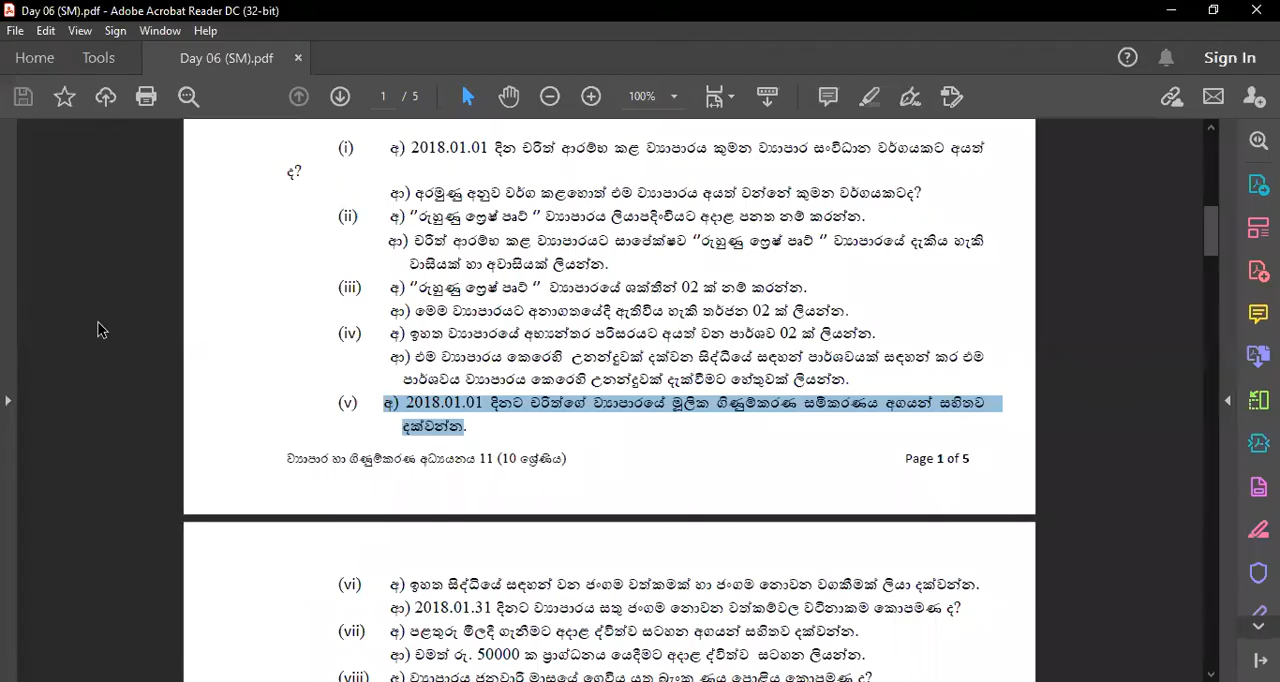 Day 06 (SM).pdf - Adobe Acrobat Reader DC (32-bit)
File Edit View Sign Window Help
Home Tools Day 06 (SM).pdf × Sign In
1 / 5 100%
(i) අ) 2018.01.01 දින චරිත් ආරම්භ කළ ව්‍යාපාරය කුමන ව්‍යාපාර සංවිධාන වර්ගයකට අයත්
ද?
ආ) අරමුණු අනුව වර්ග කළහොත් එම ව්‍යාපාරය අයත් වන්නේ කුමන වර්ගයකටද?
(ii) අ) “රුහුණු ෆ්‍රෙෂ් පෘට් ” ව්‍යාපාරය ලියාපදිංචියට අදාළ පනත නම් කරන්න.
ආ) චරිත් ආරම්භ කළ ව්‍යාපාරයට සාපේක්ෂව “රුහුණු ෆ්‍රෙෂ් පෘට් ” ව්‍යාපාරයේ දැකිය හැකි
වාසියක් හා අවාසියක් ලියන්න.
(iii) අ) “රුහුණු ෆ්‍රෙෂ් පෘට් ” ව්‍යාපාරයේ ශක්තීන් 02 ක් නම් කරන්න.
ආ) මෙම ව්‍යාපාරයට අනාගතයේදී ඇතිවිය හැකි තර්ජන 02 ක් ලියන්න.
(iv) අ) ඉහත ව්‍යාපාරයේ අභ්‍යන්තර පරිසරයට අයත් වන පාර්ශව 02 ක් ලියන්න.
ආ) එම ව්‍යාපාරය කෙරෙහි උනන්දුවක් දක්වන සිද්ධියේ සඳහන් පාර්ශවයක් සඳහන් කර එම
පාර්ශවය ව්‍යාපාරය කෙරෙහි උනන්දුවක් දැක්වීමට හේතුවක් ලියන්න.
(v) අ) 2018.01.01 දිනට චරිත්ගේ ව්‍යාපාරයේ මූලික ගිණුම්කරණ සමීකරණය අගයන් සහිතව
දක්වන්න.
ව්‍යාපාර හා ගිණුම්කරණ අධ්‍යයනය 11 (10 ශ්‍රේණිය) Page 1 of 5
(vi) අ) ඉහත සිද්ධියේ සඳහන් වන ජංගම වත්කමක් හා ජංගම නොවන වගකීමක් ලියා දක්වන්න.
ආ) 2018.01.31 දිනට ව්‍යාපාරය සතු ජංගම නොවන වත්කම්වල වටිනාකම කොපමණ ද?
(vii) අ) පළතුරු මිලදී ගැනීමට අදාළ ද්විත්ව සටහන අගයන් සහිතව දක්වන්න.
ආ) චමත් රු. 50000 ක ප්‍රාග්ධනය යෙදීමට අදාළ ද්විත්ව සටහන ලියන්න.
(viii) අ) ව්‍යාපාරය ජනවාරි මාසයේ ගෙවිය යුතු බැංකු ණය පොළිය කොපමණ ද?